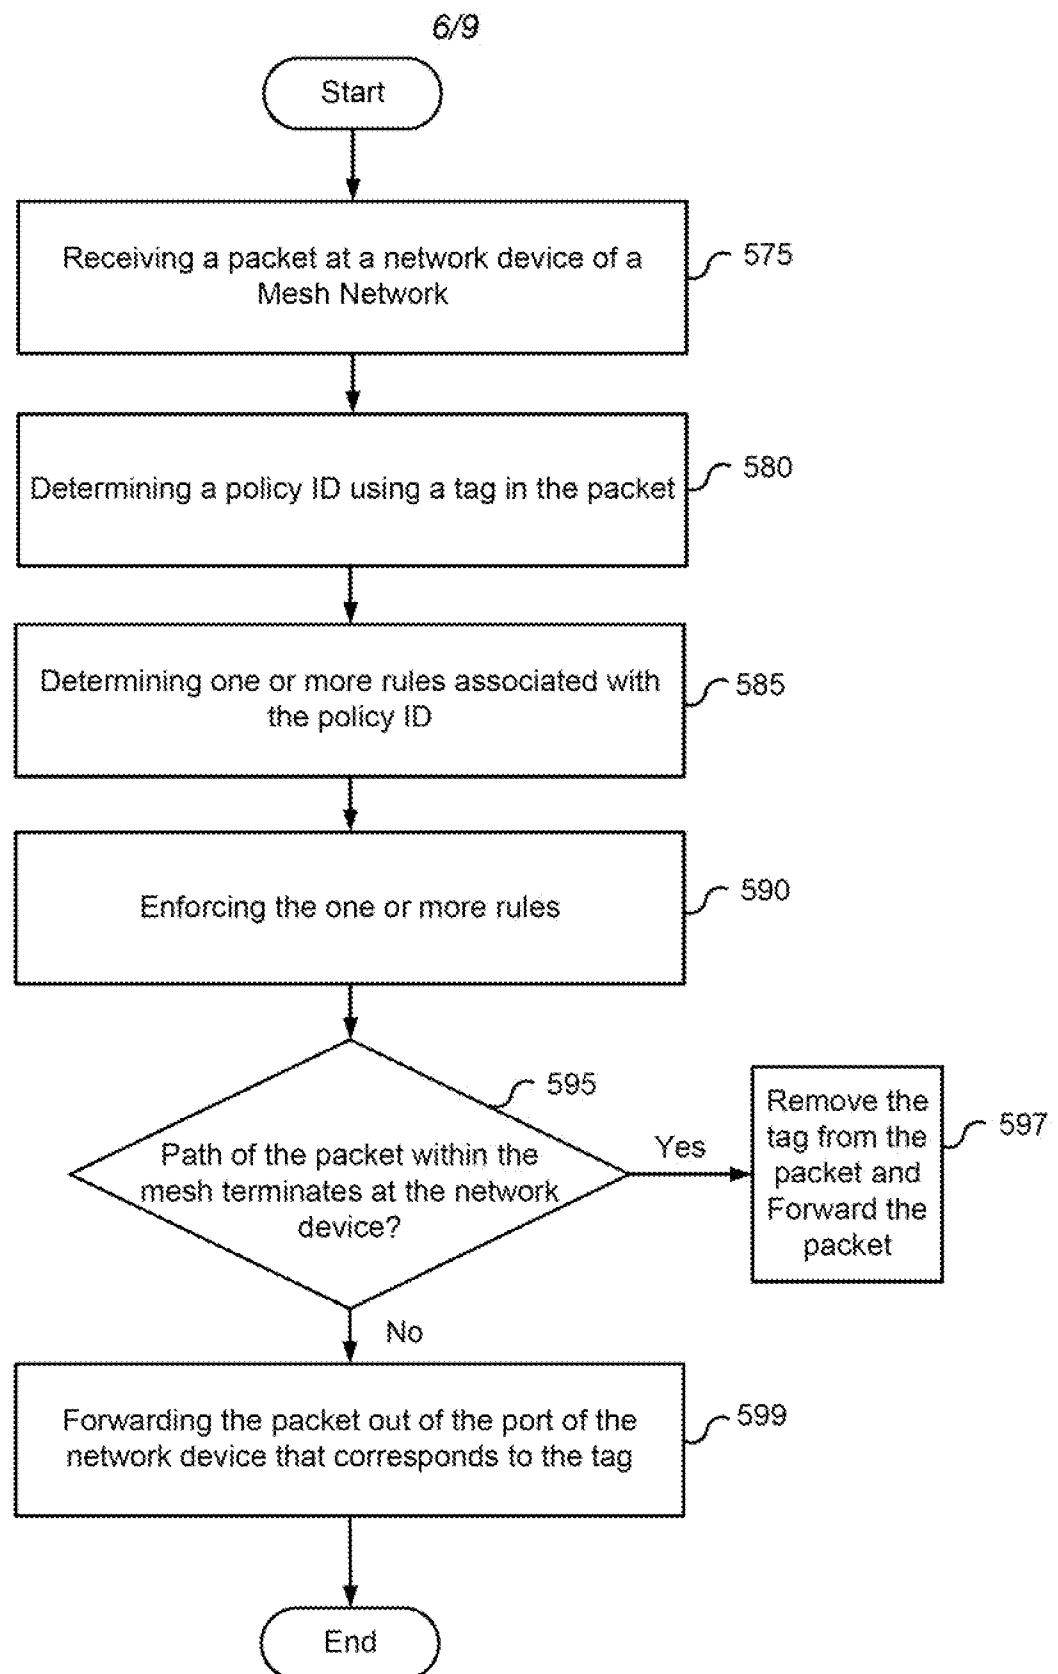 6/9
Start
Receiving a packet at a network device of a
Mesh Network
575
Determining a policy ID using a tag in the packet
580
Determining one or more rules associated with
the policy ID
585
Enforcing the one or more rules
590
595
Path of the packet within the
mesh terminates at the network
device?
Yes
Remove the
tag from the
packet and
Forward the
packet
597
No
Forwarding the packet out of the port of the
network device that corresponds to the tag
599
End